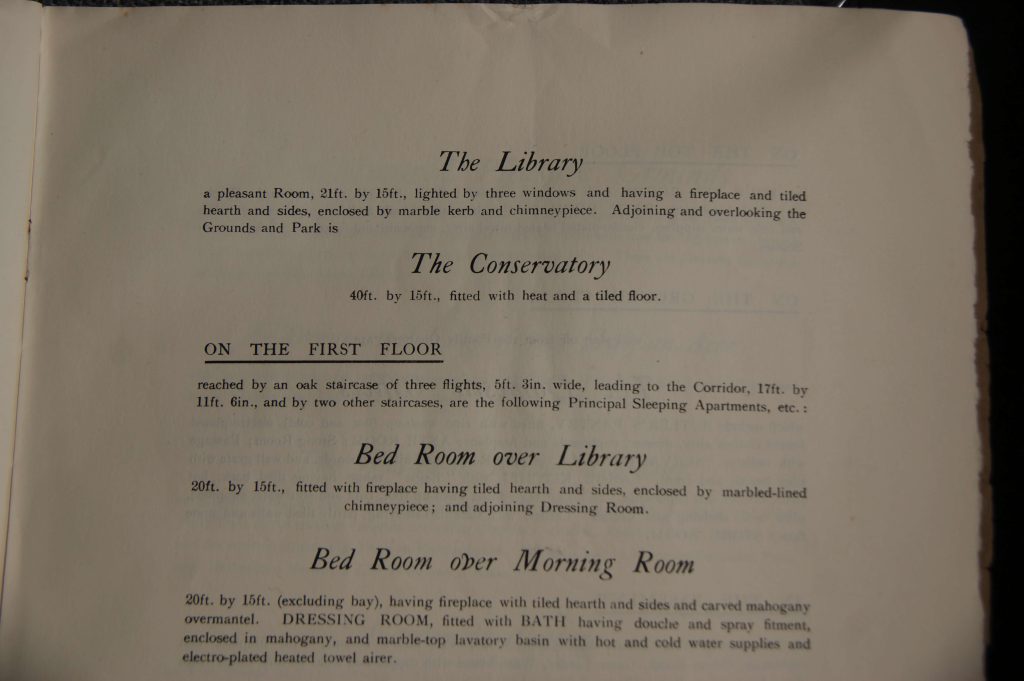 The Library
a pleasant Room, 21ft. by 15ft., lighted by three windows and having a fireplace and tiled
hearth and sides, enclosed by marble kerb and chimneypiece. Adjoining and overlooking the
Grounds and Park is
The Conservatory
40ft. by 15ft., fitted with heat and a tiled floor.
ON THE FIRST FLOOR
reached by an oak staircase of three flights, 5ft. 3in. wide, leading to the Corridor, 17ft. by
11ft. 6in., and by two other staircases, are the following Principal Sleeping Apartments, etc.:
Bed Room over Library
20ft. by 15ft., fitted with fireplace having tiled hearth and sides, enclosed by marbled-lined
chimneypiece; and adjoining Dressing Room.
Bed Room over Morning Room
20ft. by 15ft. (excluding bay), having fireplace with tiled hearth and sides and carved mahogany
overmantel. DRESSING ROOM, fitted with BATH having douche and spray fitment,
enclosed in mahogany, and marble-top lavatory basin with hot and cold water supplies and
electro-plated heated towel airer.